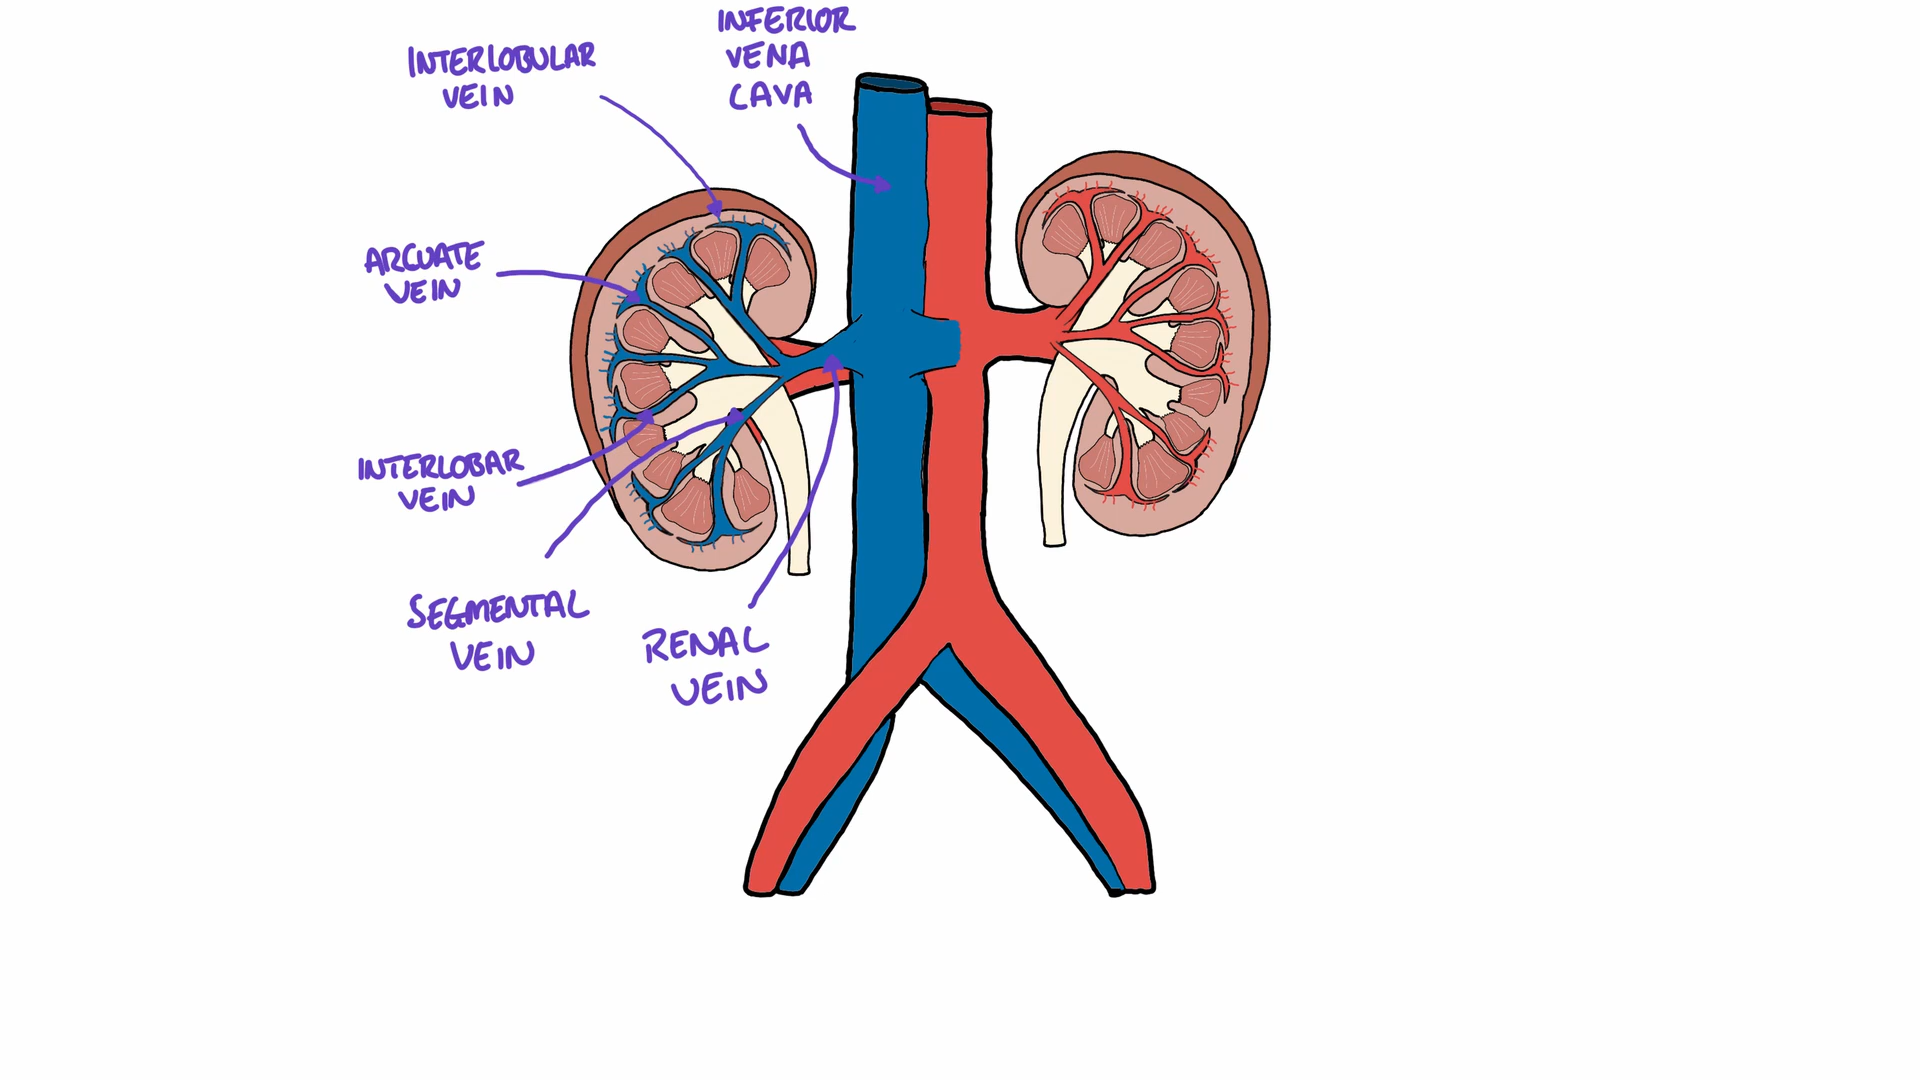 INTERLOBULAR
VEIN
INFERIOR
VENA
CAVA
ARCUATE
VEIN
INTERLOBAR
VEIN
SEGMENTAL
VEIN
RENAL
VEIN